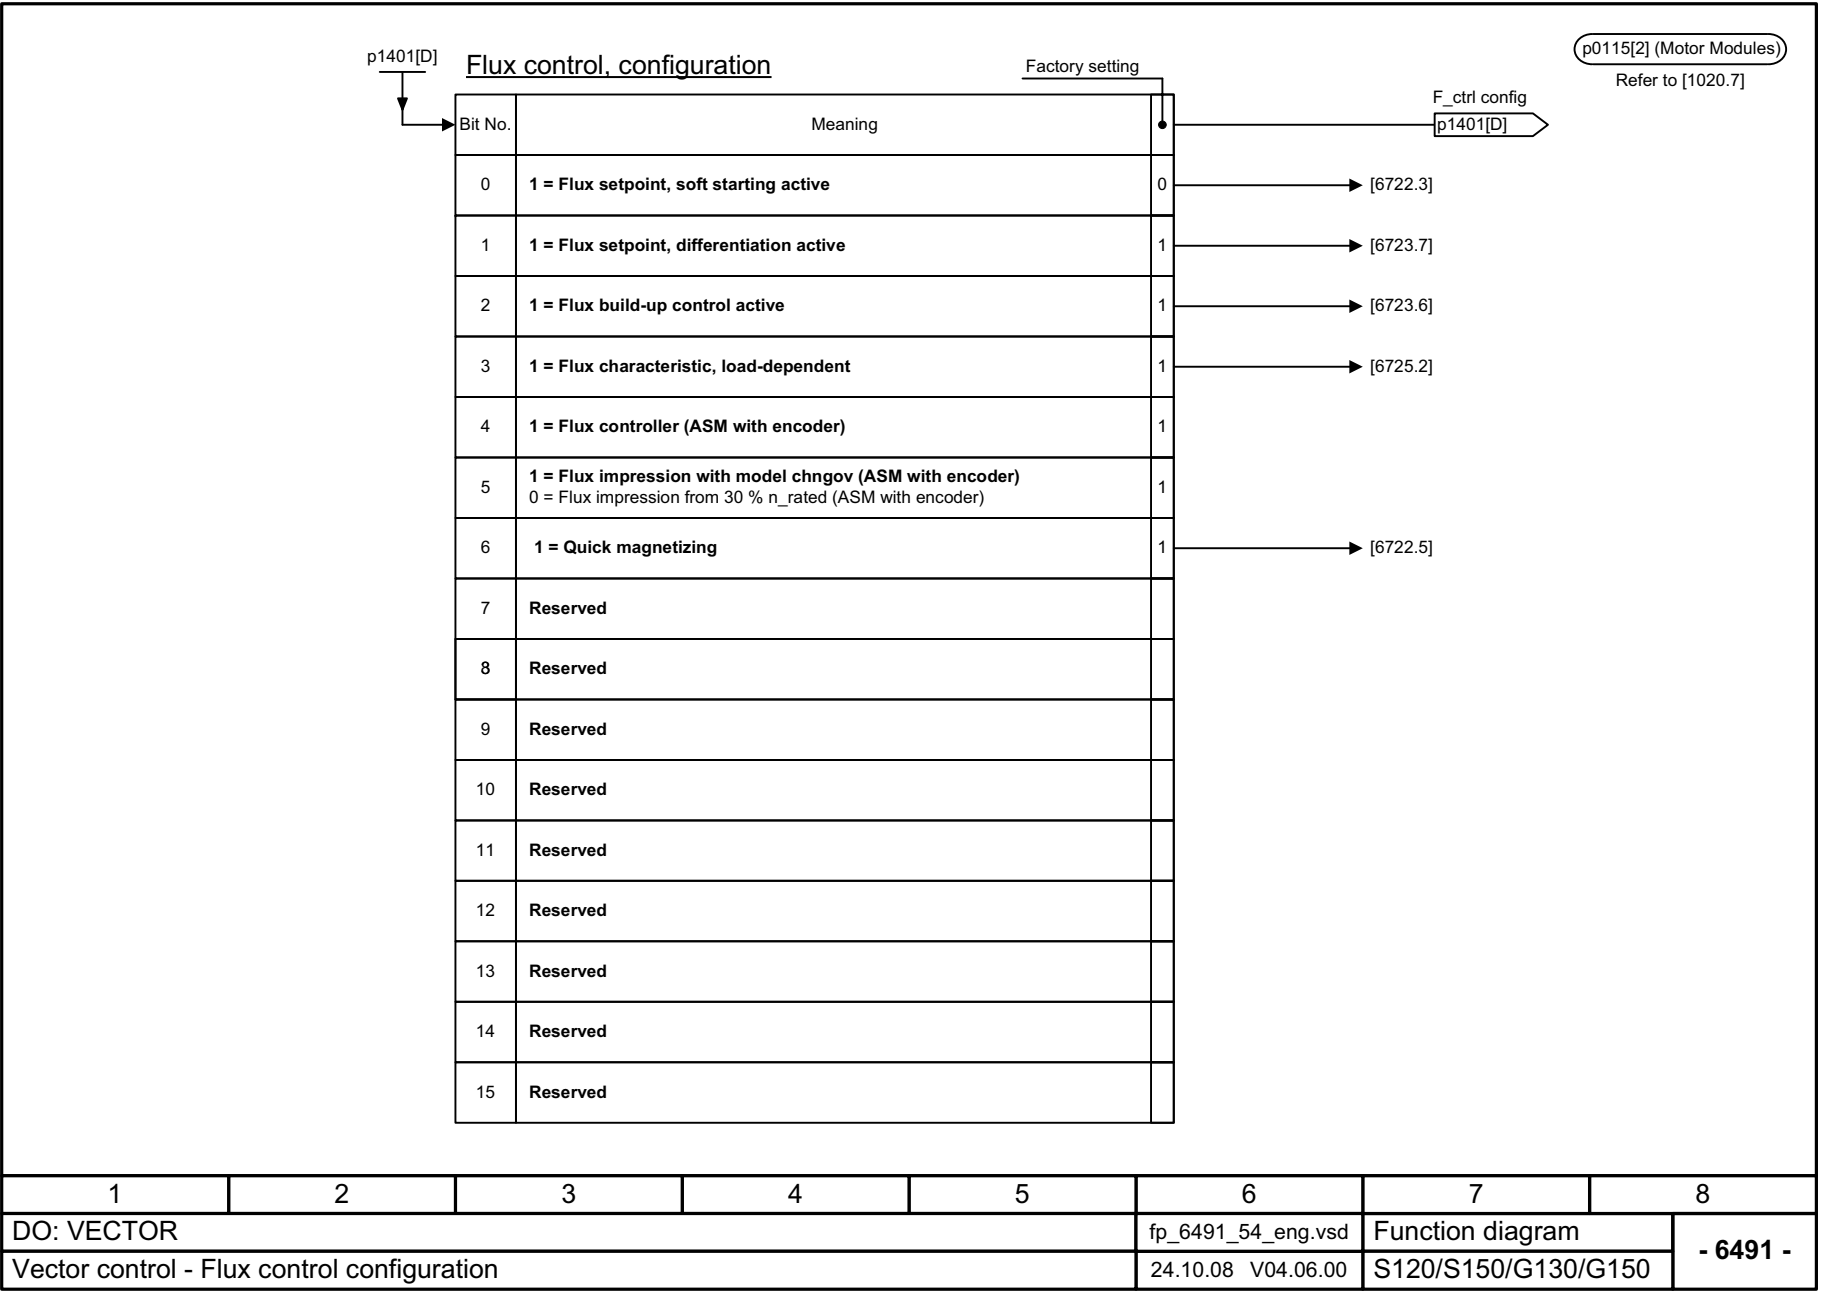 p1401[D]
Flux control, configuration
Factory setting
p0115[2] (Motor Modules)
Refer to [1020.7]
F_ctrl config
p1401[D]
Bit No. Meaning
0 1 = Flux setpoint, soft starting active 0 [6722.3]
1 1 = Flux setpoint, differentiation active 1 [6723.7]
2 1 = Flux build-up control active 1 [6723.6]
3 1 = Flux characteristic, load-dependent 1 [6725.2]
4 1 = Flux controller (ASM with encoder) 1
5 1 = Flux impression with model chngov (ASM with encoder) 1
0 = Flux impression from 30 % n_rated (ASM with encoder)
6 1 = Quick magnetizing 1 [6722.5]
7 Reserved
8 Reserved
9 Reserved
10 Reserved
11 Reserved
12 Reserved
13 Reserved
14 Reserved
15 Reserved
1 2 3 4 5 6 7 8
DO: VECTOR fp_6491_54_eng.vsd Function diagram - 6491 -
Vector control - Flux control configuration 24.10.08 V04.06.00 S120/S150/G130/G150